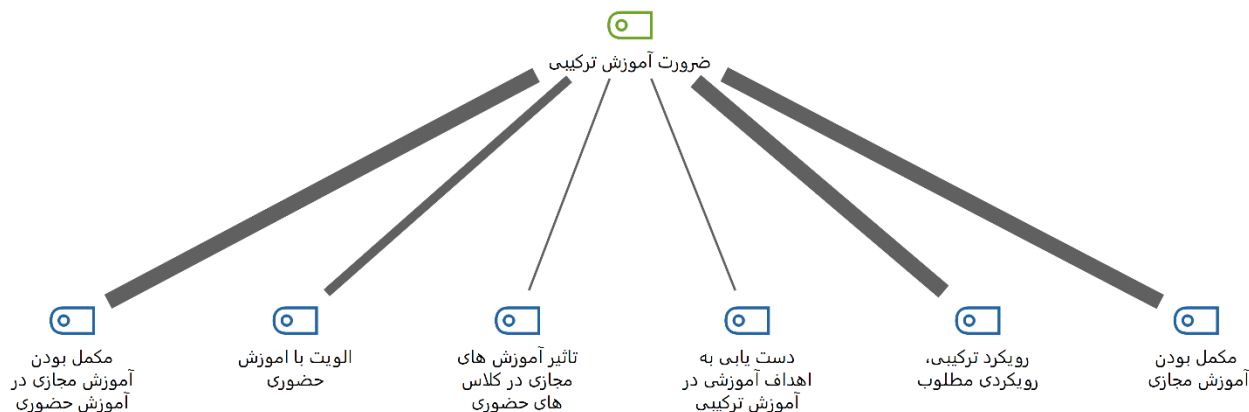 ضرورت آموزش ترکیبی
مکمل بودن
آموزش مجازی
رویکرد ترکیبی،
رویکردی مطلوب
دست یابی به
اهداف آموزشی در
آموزش ترکیبی
تاثیر آموزش های
مجازی در کلاس
های حضوری
الویت با اموزش
حضوری
مکمل بودن
آموزش مجازی در
آموزش حضوری